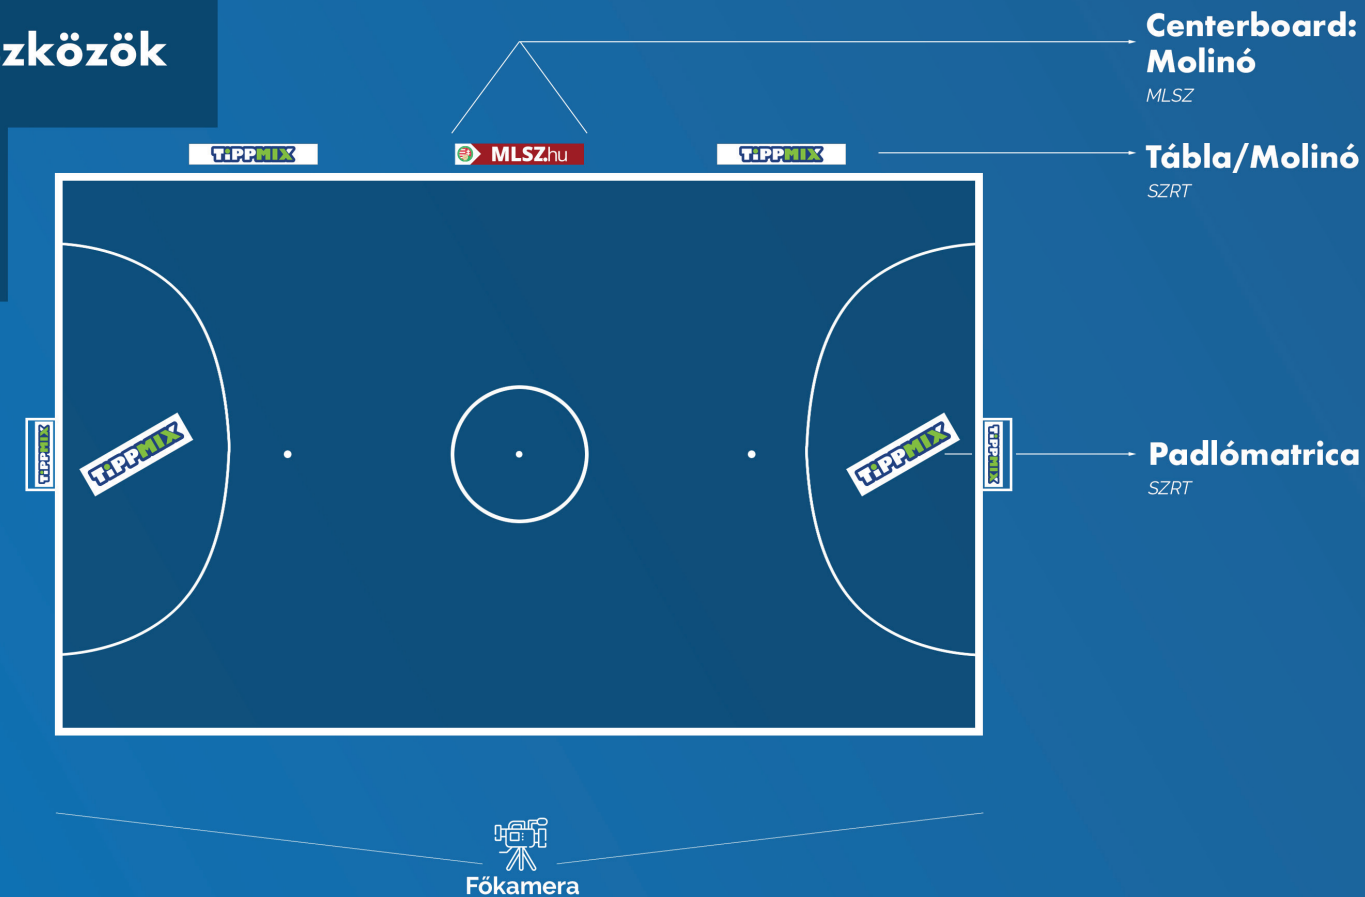 zközök
Centerboard:
Molinó
MLSZ
TiPPMIX
MLSZ.hu
TiPPMIX
Tábla/Molinó
SZRT
TiPPMIX
TiPPMIX
TiPPMIX
TiPPMIX
Padlómatrica
SZRT
Főkamera